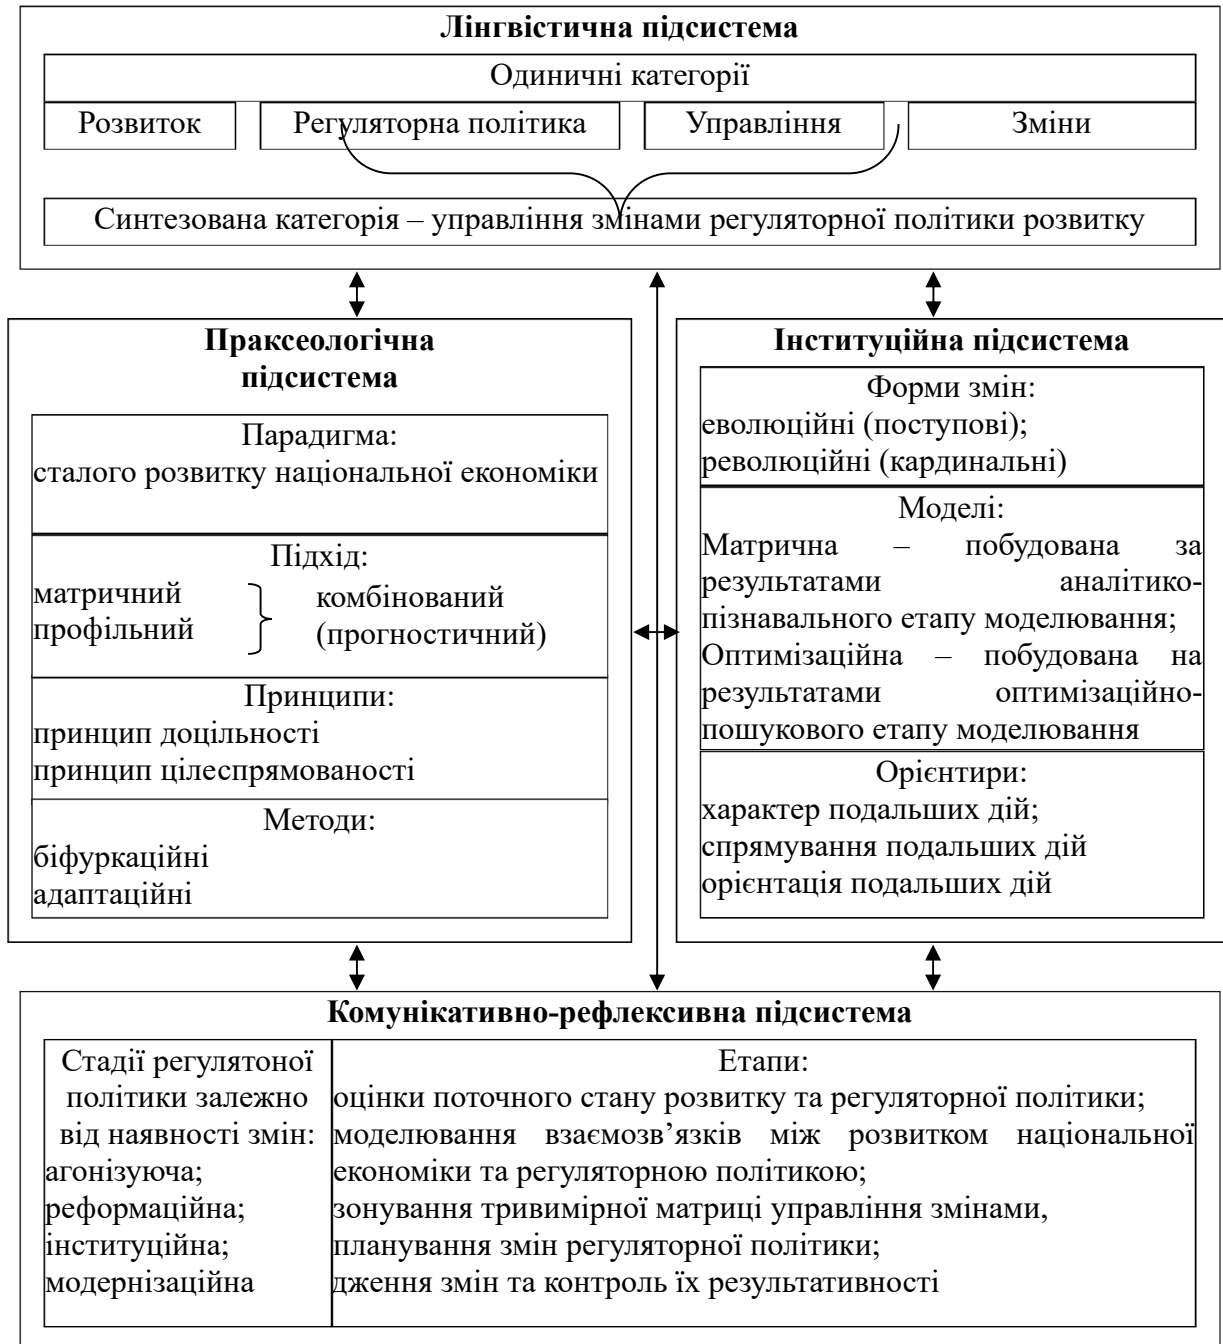 Лінгвістична підсистема
Одиничні категорії
Розвиток
Регуляторна політика
Управління
Зміни
Синтезована категорія – управління змінами регуляторної політики розвитку
Праксеологічна
підсистема
Парадигма:
сталого розвитку національної економіки
Підхід:
матричний
профільний
комбінований
(прогностичний)
Принципи:
принцип доцільності
принцип цілеспрямованості
Методи:
біфуркаційні
адаптаційні
Інституційна підсистема
Форми змін:
еволюційні (поступові);
революційні (кардинальні)
Моделі:
Матрична – побудована за
результатами аналітико-
пізнавального етапу моделювання;
Оптимізаційна – побудована на
результатами оптимізаційно-
пошукового етапу моделювання
Орієнтири:
характер подальших дій;
спрямування подальших дій
орієнтація подальших дій
Комунікативно-рефлексивна підсистема
Стадії регулятоної
політики залежно
від наявності змін:
агонізуюча;
реформаційна;
інституційна;
модернізаційна
Етапи:
оцінки поточного стану розвитку та регуляторної політики;
моделювання взаємозв’язків між розвитком національної
економіки та регуляторною політикою;
зонування тривимірної матриці управління змінами,
планування змін регуляторної політики;
дження змін та контроль їх результативності